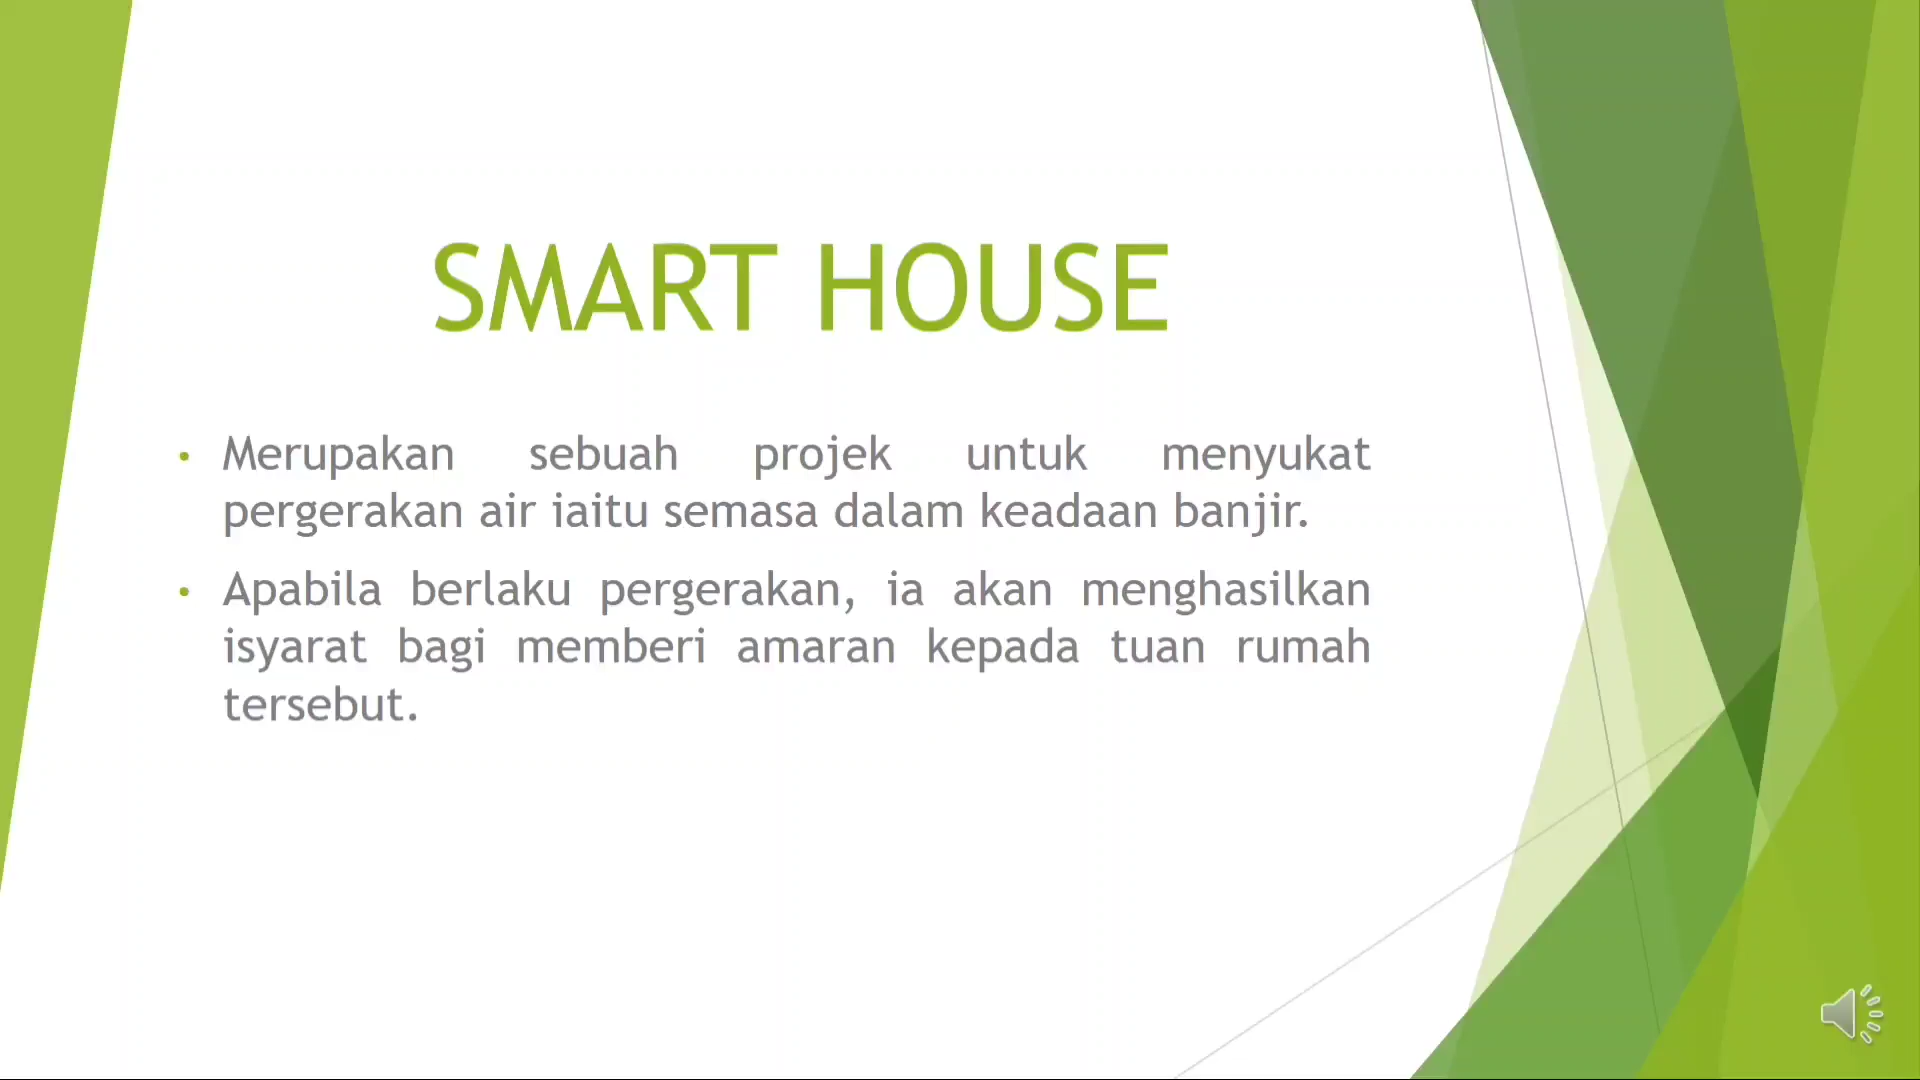 SMART HOUSE
• Merupakan sebuah projek untuk menyukat
pergerakan air iaitu semasa dalam keadaan banjir.
• Apabila berlaku pergerakan, ia akan menghasilkan
isyarat bagi memberi amaran kepada tuan rumah
tersebut.